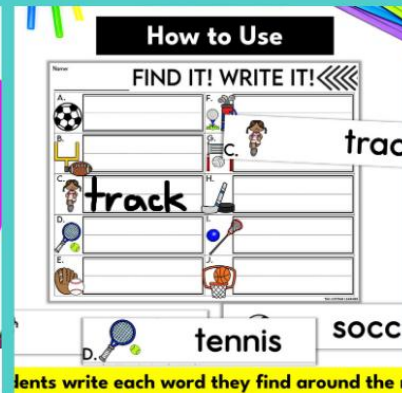 How to Use
Name
FIND IT! WRITE IT!
A.
F.
B.
G.
C.
trac
C. track
H.
D.
I.
E.
J.
D. tennis
socc
dents write each word they find around the r